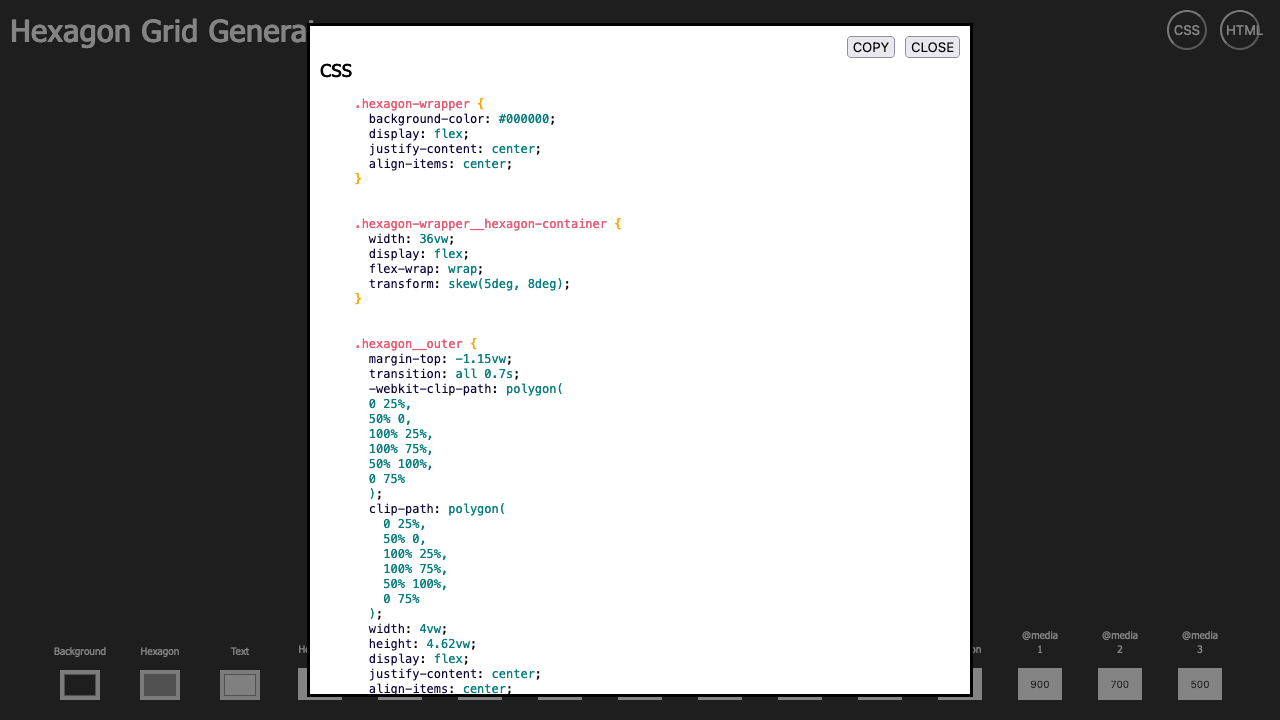 Hexagon Grid Genera
CSS
HTML
COPY
CLOSE
CSS
.hexagon-wrapper {
background-color: #000000;
display: flex;
justify-content: center;
align-items: center;
}
.hexagon-wrapper__hexagon-container {
width: 36vw;
display: flex;
flex-wrap: wrap;
transform: skew(5deg, 8deg);
}
.hexagon__outer {
margin-top: -1.15vw;
transition: all 0.7s;
-webkit-clip-path: polygon(
0 25%,
50% 0,
100% 25%,
100% 75%,
50% 100%,
0 75%
);
clip-path: polygon(
0 25%,
50% 0,
100% 25%,
100% 75%,
50% 100%,
0 75%
);
width: 4vw;
height: 4.62vw;
display: flex;
justify-content: center;
align-items: center;
Background
Hexagon
Text
@media
1
@media
2
@media
3
900
700
500